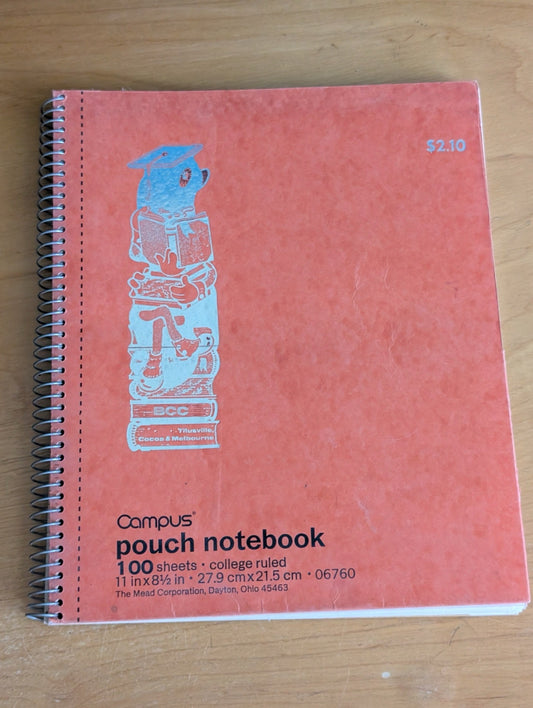 $2.10
BCC
Titusville,
Cocoa & Melbourne
Campus®
pouch notebook
100 sheets · college ruled
11 in x 8½ in · 27.9 cm x 21.5 cm · 06760
The Mead Corporation, Dayton, Ohio 45463